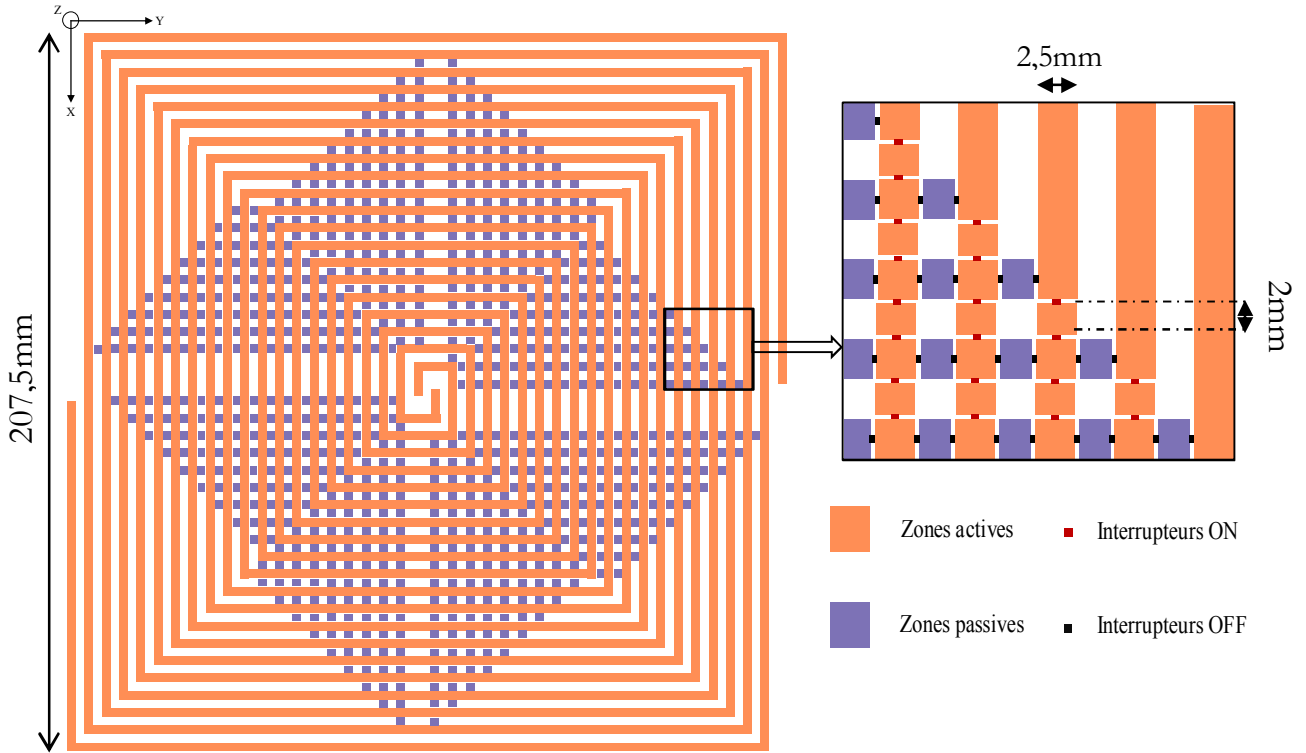 Z
Y
X
207,5mm
2,5mm
2mm
Zones actives
Interrupteurs ON
Zones passives
Interrupteurs OFF